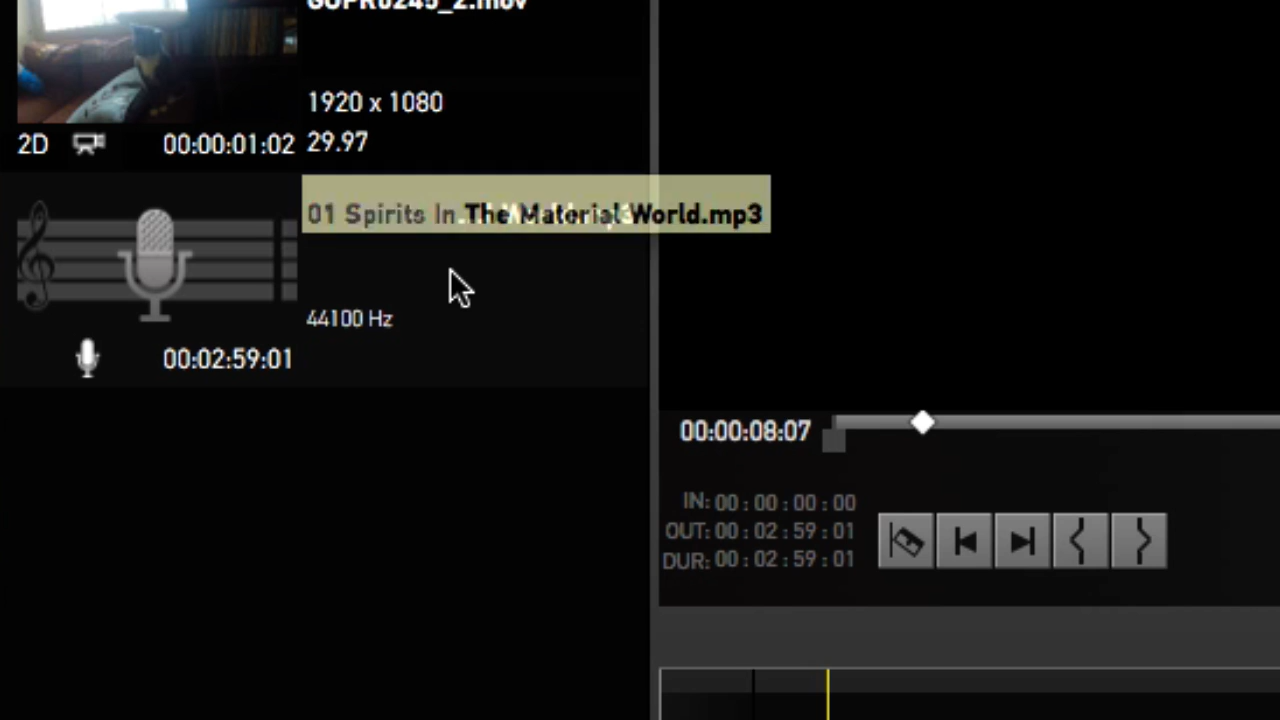 GOPR0245_2.mov
1920 x 1080
2D 00:00:01:02 29.97
01 Spirits In The Material World.mp3
44100 Hz
00:02:59:01
00:00:08:07
IN: 00 : 00 : 00 : 00
OUT: 00 : 02 : 59 : 01
DUR: 00 : 02 : 59 : 01